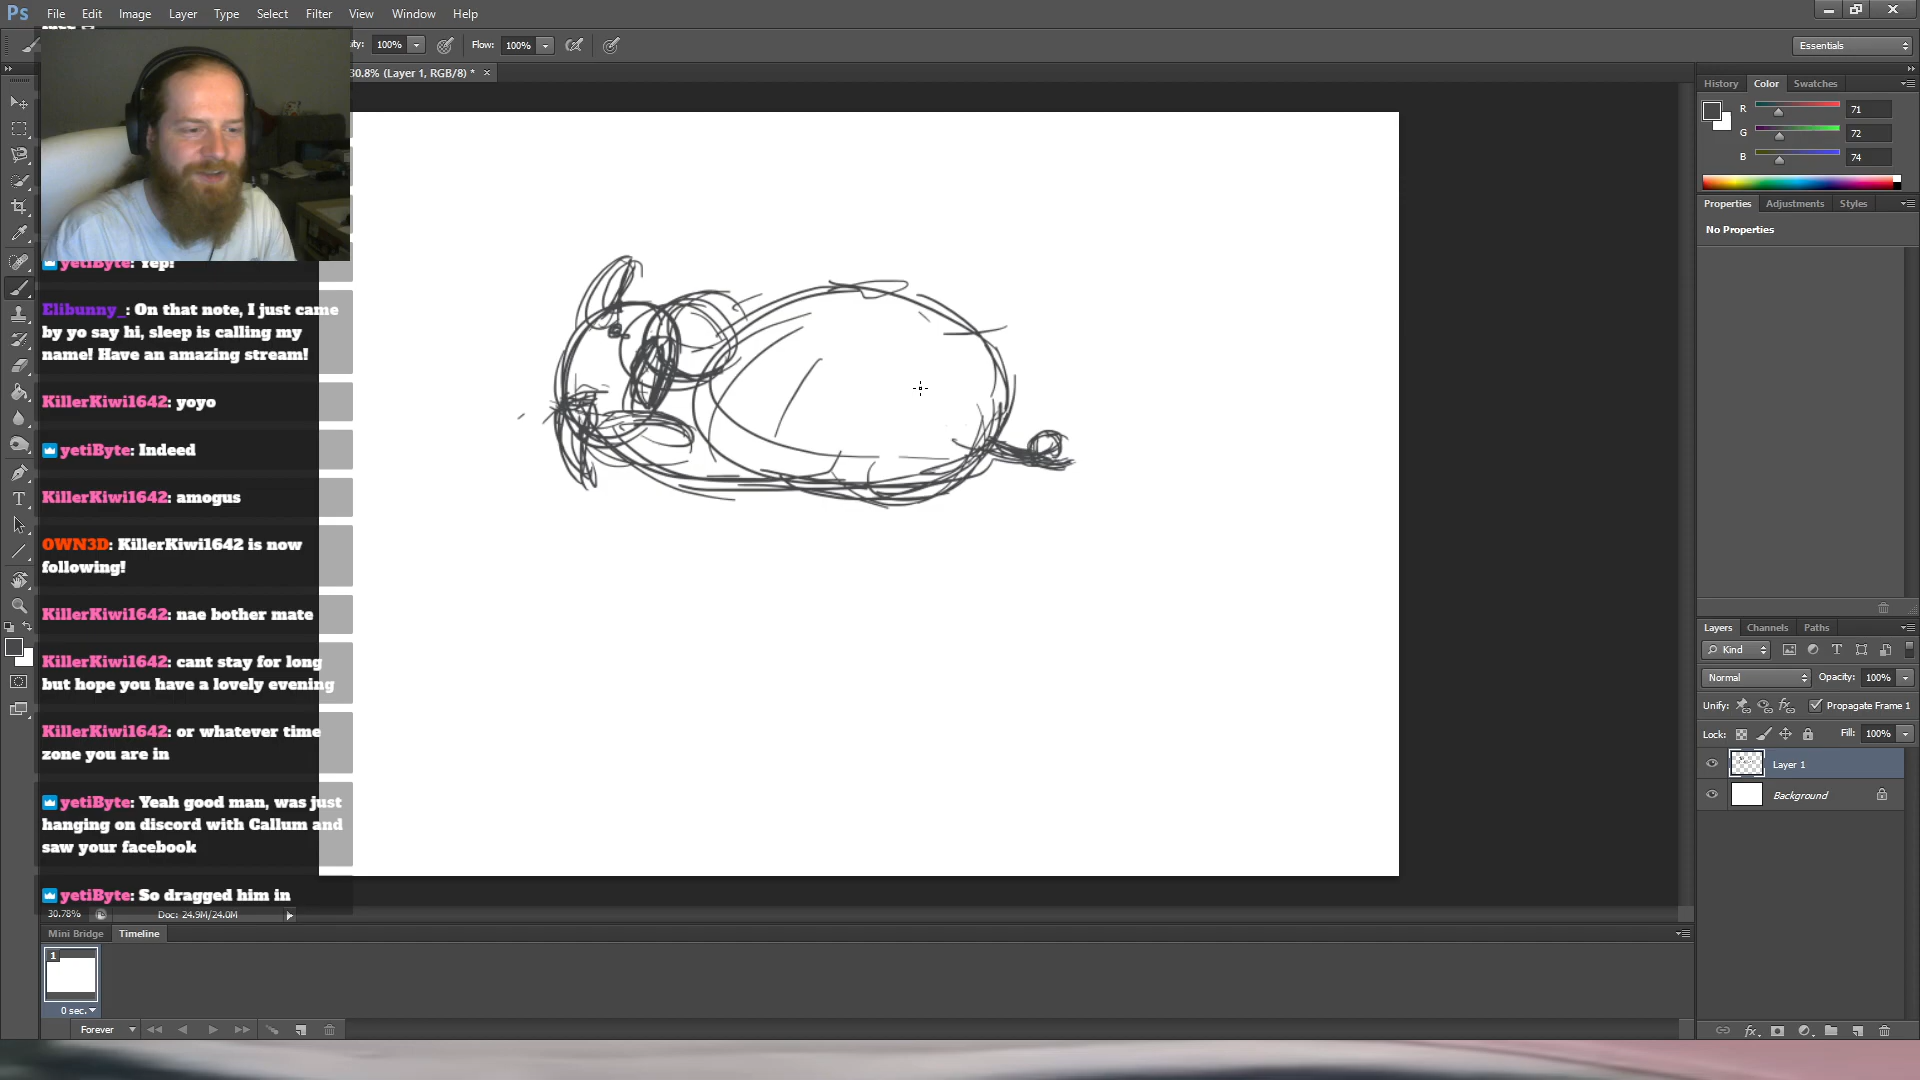 Ps File Edit Image Layer Type Select Filter View Window Help
100% Flow: 100% Essentials
30.8% (Layer 1, RGB/8) *
History Color Swatches
R 71
G 72
B 74
Properties Adjustments Styles
No Properties
yetiByte: Yep!
Elibunny_: On that note, I just came
by yo say hi, sleep is calling my
name! Have an amazing stream!
KillerKiwi1642: yoyo
yetiByte: Indeed
KillerKiwi1642: amogus
OWN3D: KillerKiwi1642 is now
following!
KillerKiwi1642: nae bother mate
KillerKiwi1642: cant stay for long
but hope you have a lovely evening
KillerKiwi1642: or whatever time
zone you are in
yetiByte: Yeah good man, was just
hanging on discord with Callum and
saw your facebook
yetiByte: So dragged him in
Layers Channels Paths
Kind
Normal Opacity: 100%
Unify: Propagate Frame 1
Lock: Fill: 100%
Layer 1
Background
30.78% Doc: 24.9M/24.0M
Mini Bridge Timeline
1
0 sec.
Forever